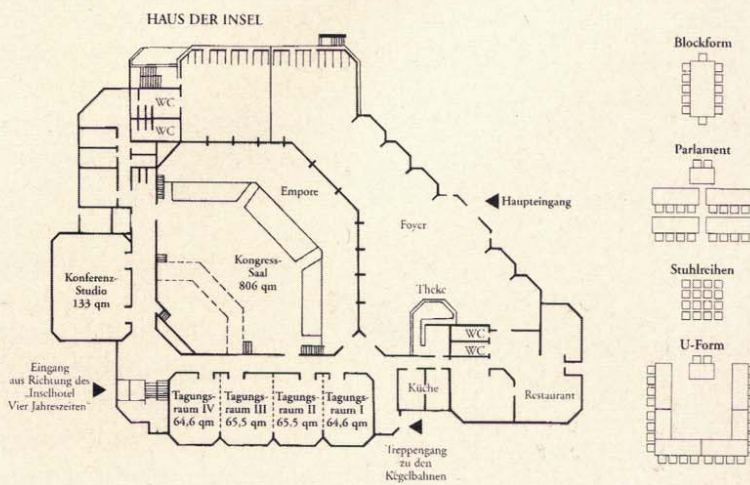 HAUS DER INSEL
WC
WC
Empore
Haupteingang
Foyer
Konferenz-
Studio
133 qm
Kongress-
Saal
806 qm
Theke
WC
WC
Eingang
aus Richtung des
„Inselhotel
Vier Jahreszeiten“
Tagungs-
raum IV
64,6 qm
Tagungs-
raum III
65,5 qm
Tagungs-
raum II
65,5 qm
Tagungs-
raum I
64,6 qm
Küche
Restaurant
Treppengang
zu den
Kegelbahnen
Blockform
Parlament
Stuhlreihen
U-Form